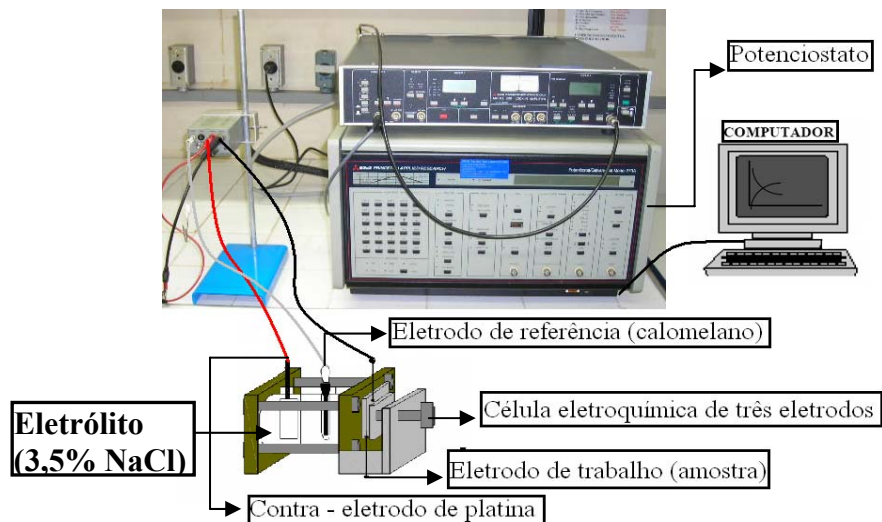 Potenciostato
COMPUTADOR
Eletrodo de referência (calomelano)
Eletrólito
(3,5% NaCl)
Célula eletroquímica de três eletrodos
Eletrodo de trabalho (amostra)
Contra - eletrodo de platina